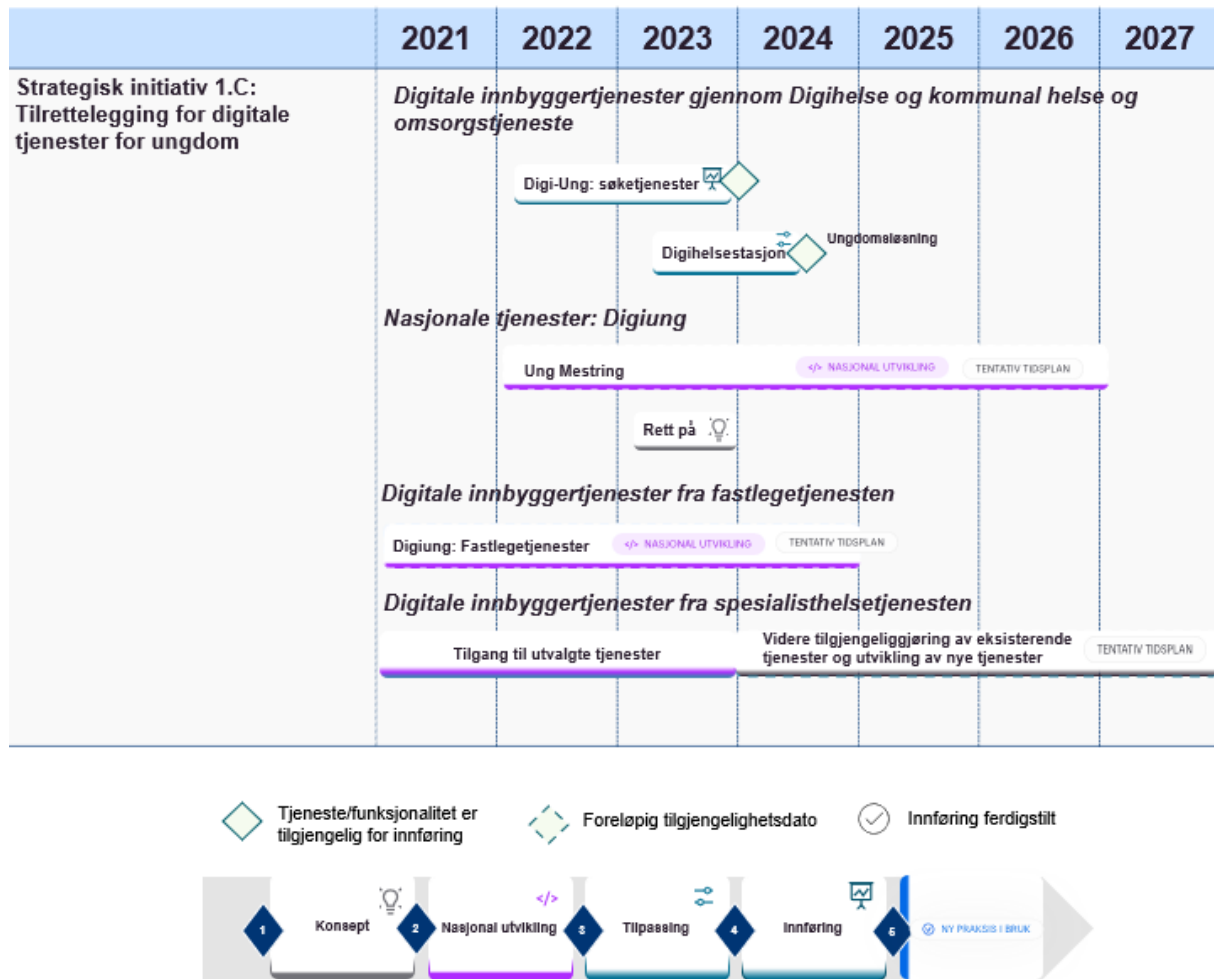 2021 2022 2023 2024 2025 2026 2027
Strategisk initiativ 1.C:
Tilrettelegging for digitale
tjenester for ungdom
Digitale innbyggertjenester gjennom Digihelse og kommunal helse og
omsorgstjeneste
Digi-Ung: søketjenester
Digihelsestasjon
Ungdomsløsning
Nasjonale tjenester: Digiung
Ung Mestring
</> NASJONAL UTVIKLING
TENTATIV TIDSPLAN
Rett på
Digitale innbyggertjenester fra fastlegetjenesten
Digiung: Fastlegetjenester
</> NASJONAL UTVIKLING
TENTATIV TIDSPLAN
Digitale innbyggertjenester fra spesialisthelsetjenesten
Tilgang til utvalgte tjenester
Videre tilgjengeliggjøring av eksisterende
tjenester og utvikling av nye tjenester
TENTATIV TIDSPLAN
Tjeneste/funksjonalitet er
tilgjengelig for innføring
Foreløpig tilgjengelighetsdato
Innføring ferdigstilt
1
Konsept
2
Nasjonal utvikling
</>
3
Tilpassing
4
Innføring
5
NY PRAKSIS I BRUK